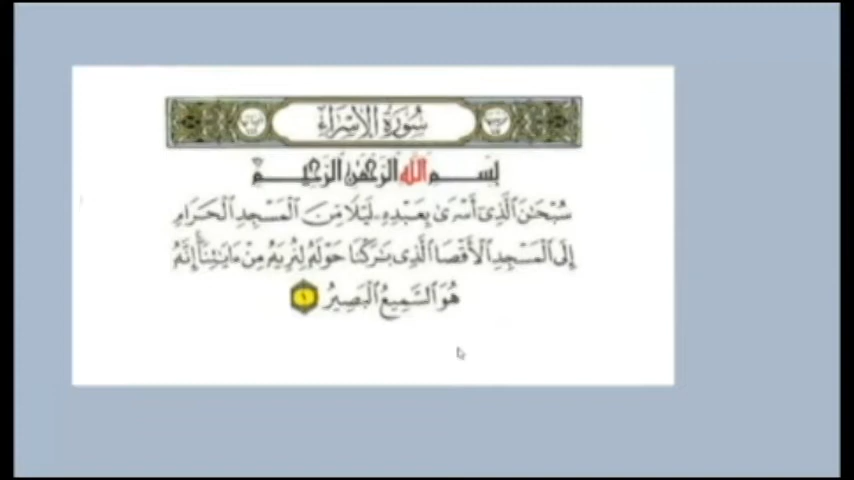 سُورَةُ الإِسْرَاءِ
بِسْمِ ٱللَّهِ ٱلرَّحْمَٰنِ ٱلرَّحِيمِ
سُبْحَٰنَ ٱلَّذِىٓ أَسْرَىٰ بِعَبْدِهِۦ لَيْلًا مِّنَ ٱلْمَسْجِدِ ٱلْحَرَامِ
إِلَى ٱلْمَسْجِدِ ٱلْأَقْصَا ٱلَّذِى بَٰرَكْنَا حَوْلَهُۥ لِنُرِيَهُۥ مِنْ ءَايَٰتِنَآ إِنَّهُۥ
هُوَ ٱلسَّمِيعُ ٱلْبَصِيرُ ١